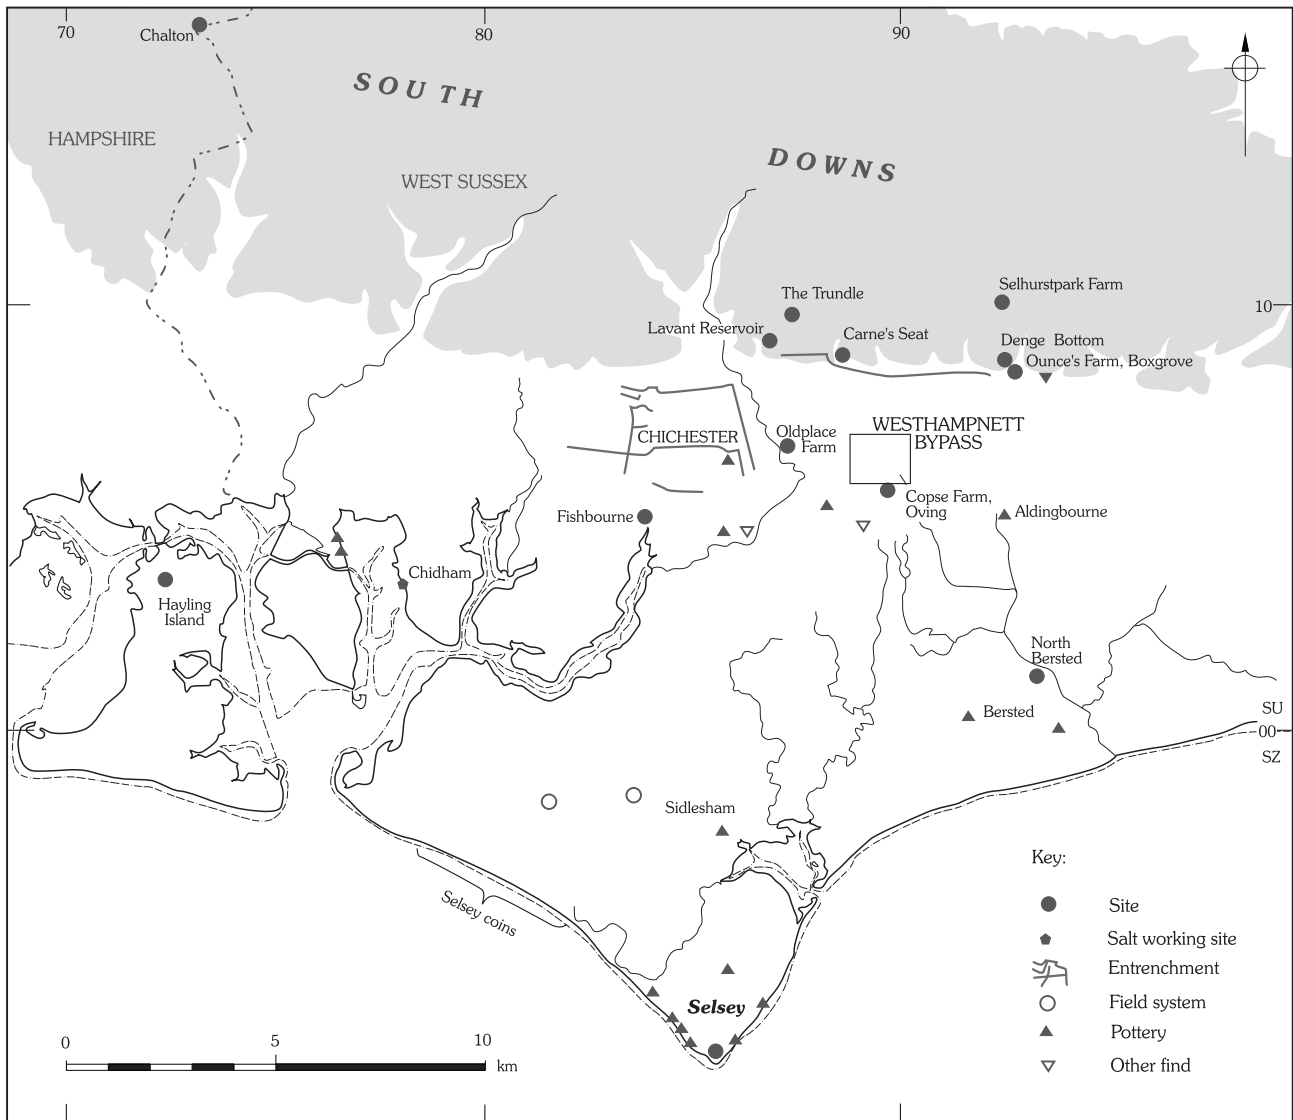 70
80
90
Chalton
SOUTH
HAMPSHIRE
DOWNS
WEST SUSSEX
Selhurstpark Farm
The Trundle
10
Lavant Reservoir
Carne's Seat
Denge Bottom
Ounce's Farm, Boxgrove
WESTHAMPNETT
BYPASS
CHICHESTER
Oldplace
Farm
Copse Farm,
Oving
Aldingbourne
Fishbourne
Chidham
Hayling
Island
North
Bersted
Bersted
SU
00
SZ
Sidlesham
Selsey coins
Selsey
Key:
Site
Salt working site
Entrenchment
Field system
Pottery
Other find
0
5
10
km